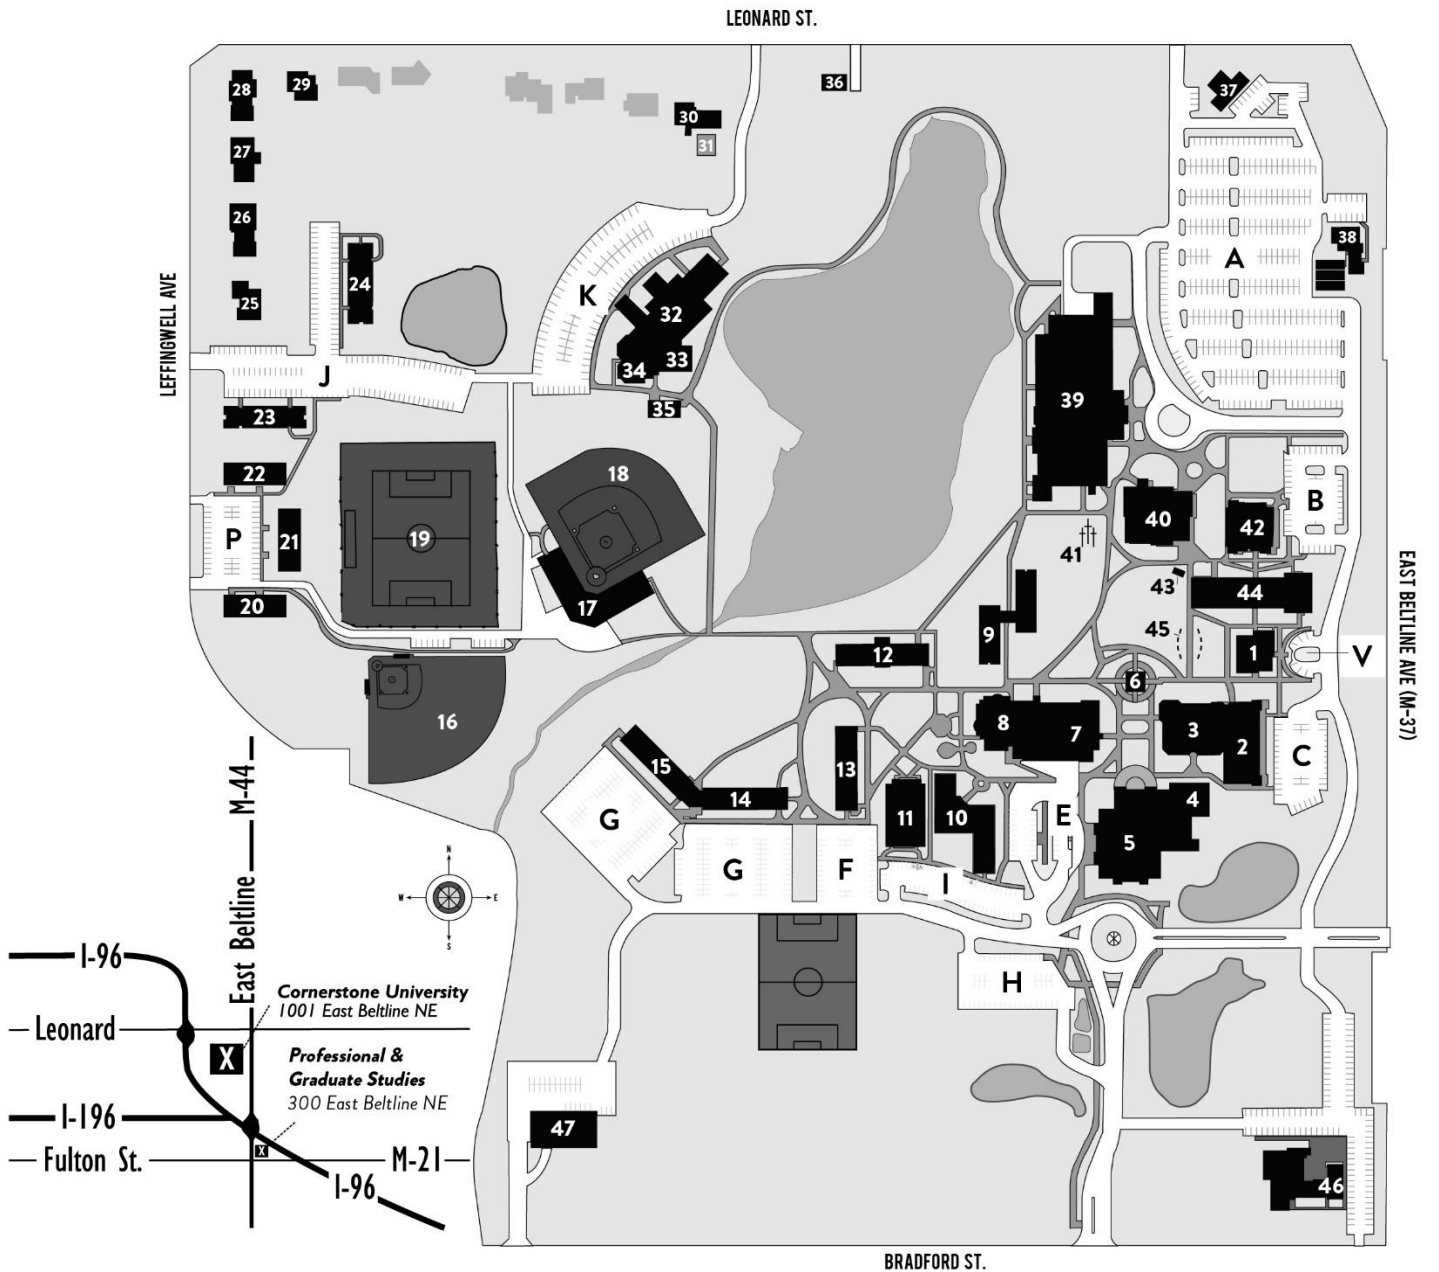 LEONARD ST.
36
37
28
29
30
31
27
26
38
25
24
A
K
32
LEFFINGWELL AVE
33
34
J
35
39
23
22
18
B
P
21
19
40
42
41
EAST BELTLINE AVE (M-37)
20
17
43
44
9
45
12
1
V
6
16
8
7
3
2
C
15
13
14
M-44
G
11
10
E
4
5
G
F
I
N
W
E
S
East Beltline
I-96
H
Cornerstone University
1001 East Beltline NE
Leonard
X
Professional &
Graduate Studies
300 East Beltline NE
I-196
X
Fulton St.
M-21
I-96
47
46
BRADFORD ST.